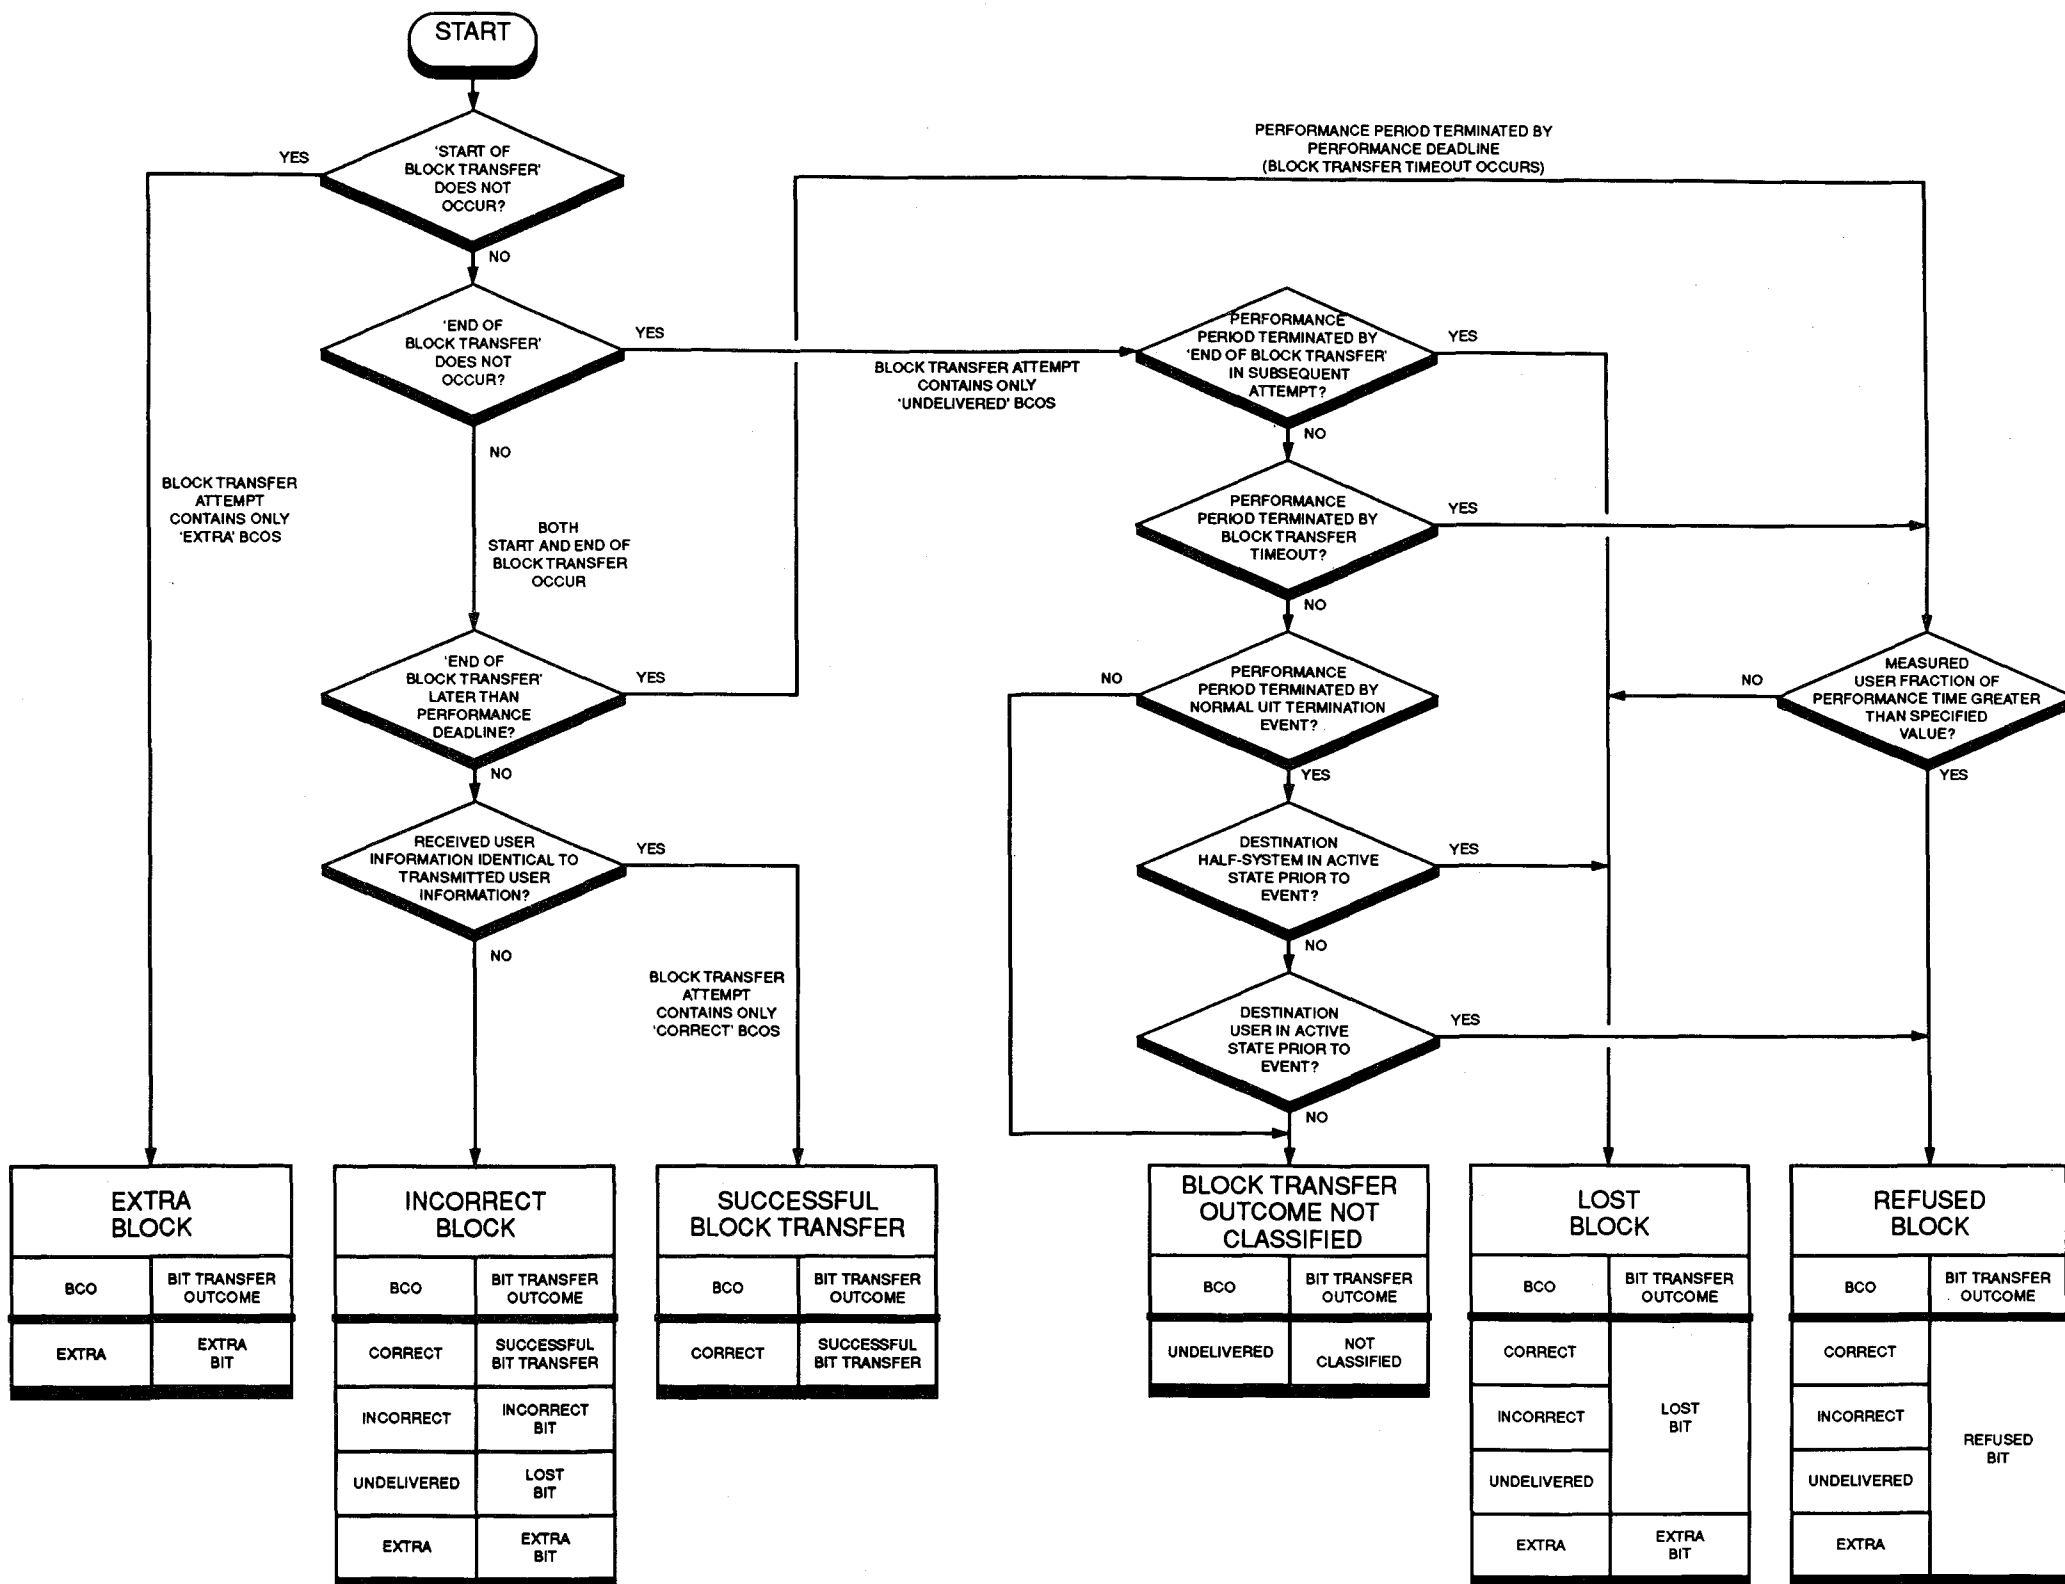 START
'START OF
BLOCK TRANSFER'
DOES NOT
OCCUR?
YES
NO
PERFORMANCE PERIOD TERMINATED BY
PERFORMANCE DEADLINE
(BLOCK TRANSFER TIMEOUT OCCURS)
'END OF
BLOCK TRANSFER'
DOES NOT
OCCUR?
YES
NO
BLOCK TRANSFER ATTEMPT
CONTAINS ONLY
'UNDELIVERED' BCOS
PERFORMANCE
PERIOD TERMINATED BY
'END OF BLOCK TRANSFER'
IN SUBSEQUENT
ATTEMPT?
YES
NO
BLOCK TRANSFER
ATTEMPT
CONTAINS ONLY
'EXTRA' BCOS
BOTH
START AND END OF
BLOCK TRANSFER
OCCUR
PERFORMANCE
PERIOD TERMINATED BY
BLOCK TRANSFER
TIMEOUT?
YES
NO
'END OF
BLOCK TRANSFER'
LATER THAN
PERFORMANCE
DEADLINE?
YES
NO
PERFORMANCE
PERIOD TERMINATED BY
NORMAL UIT TERMINATION
EVENT?
NO
YES
MEASURED
USER FRACTION OF
PERFORMANCE TIME GREATER
THAN SPECIFIED
VALUE?
NO
YES
RECEIVED USER
INFORMATION IDENTICAL TO
TRANSMITTED USER
INFORMATION?
YES
NO
BLOCK TRANSFER
ATTEMPT
CONTAINS ONLY
'CORRECT' BCOS
DESTINATION
HALF-SYSTEM IN ACTIVE
STATE PRIOR TO
EVENT?
YES
NO
DESTINATION
USER IN ACTIVE
STATE PRIOR TO
EVENT?
YES
NO
EXTRA
BLOCK
BCO
BIT TRANSFER
OUTCOME
EXTRA
EXTRA
BIT
INCORRECT
BLOCK
BCO
BIT TRANSFER
OUTCOME
CORRECT
SUCCESSFUL
BIT TRANSFER
INCORRECT
INCORRECT
BIT
UNDELIVERED
LOST
BIT
EXTRA
EXTRA
BIT
SUCCESSFUL
BLOCK TRANSFER
BCO
BIT TRANSFER
OUTCOME
CORRECT
SUCCESSFUL
BIT TRANSFER
BLOCK TRANSFER
OUTCOME NOT
CLASSIFIED
BCO
BIT TRANSFER
OUTCOME
UNDELIVERED
NOT
CLASSIFIED
LOST
BLOCK
BCO
BIT TRANSFER
OUTCOME
CORRECT
INCORRECT
UNDELIVERED
LOST
BIT
EXTRA
EXTRA
BIT
REFUSED
BLOCK
BCO
BIT TRANSFER
OUTCOME
CORRECT
INCORRECT
UNDELIVERED
EXTRA
REFUSED
BIT